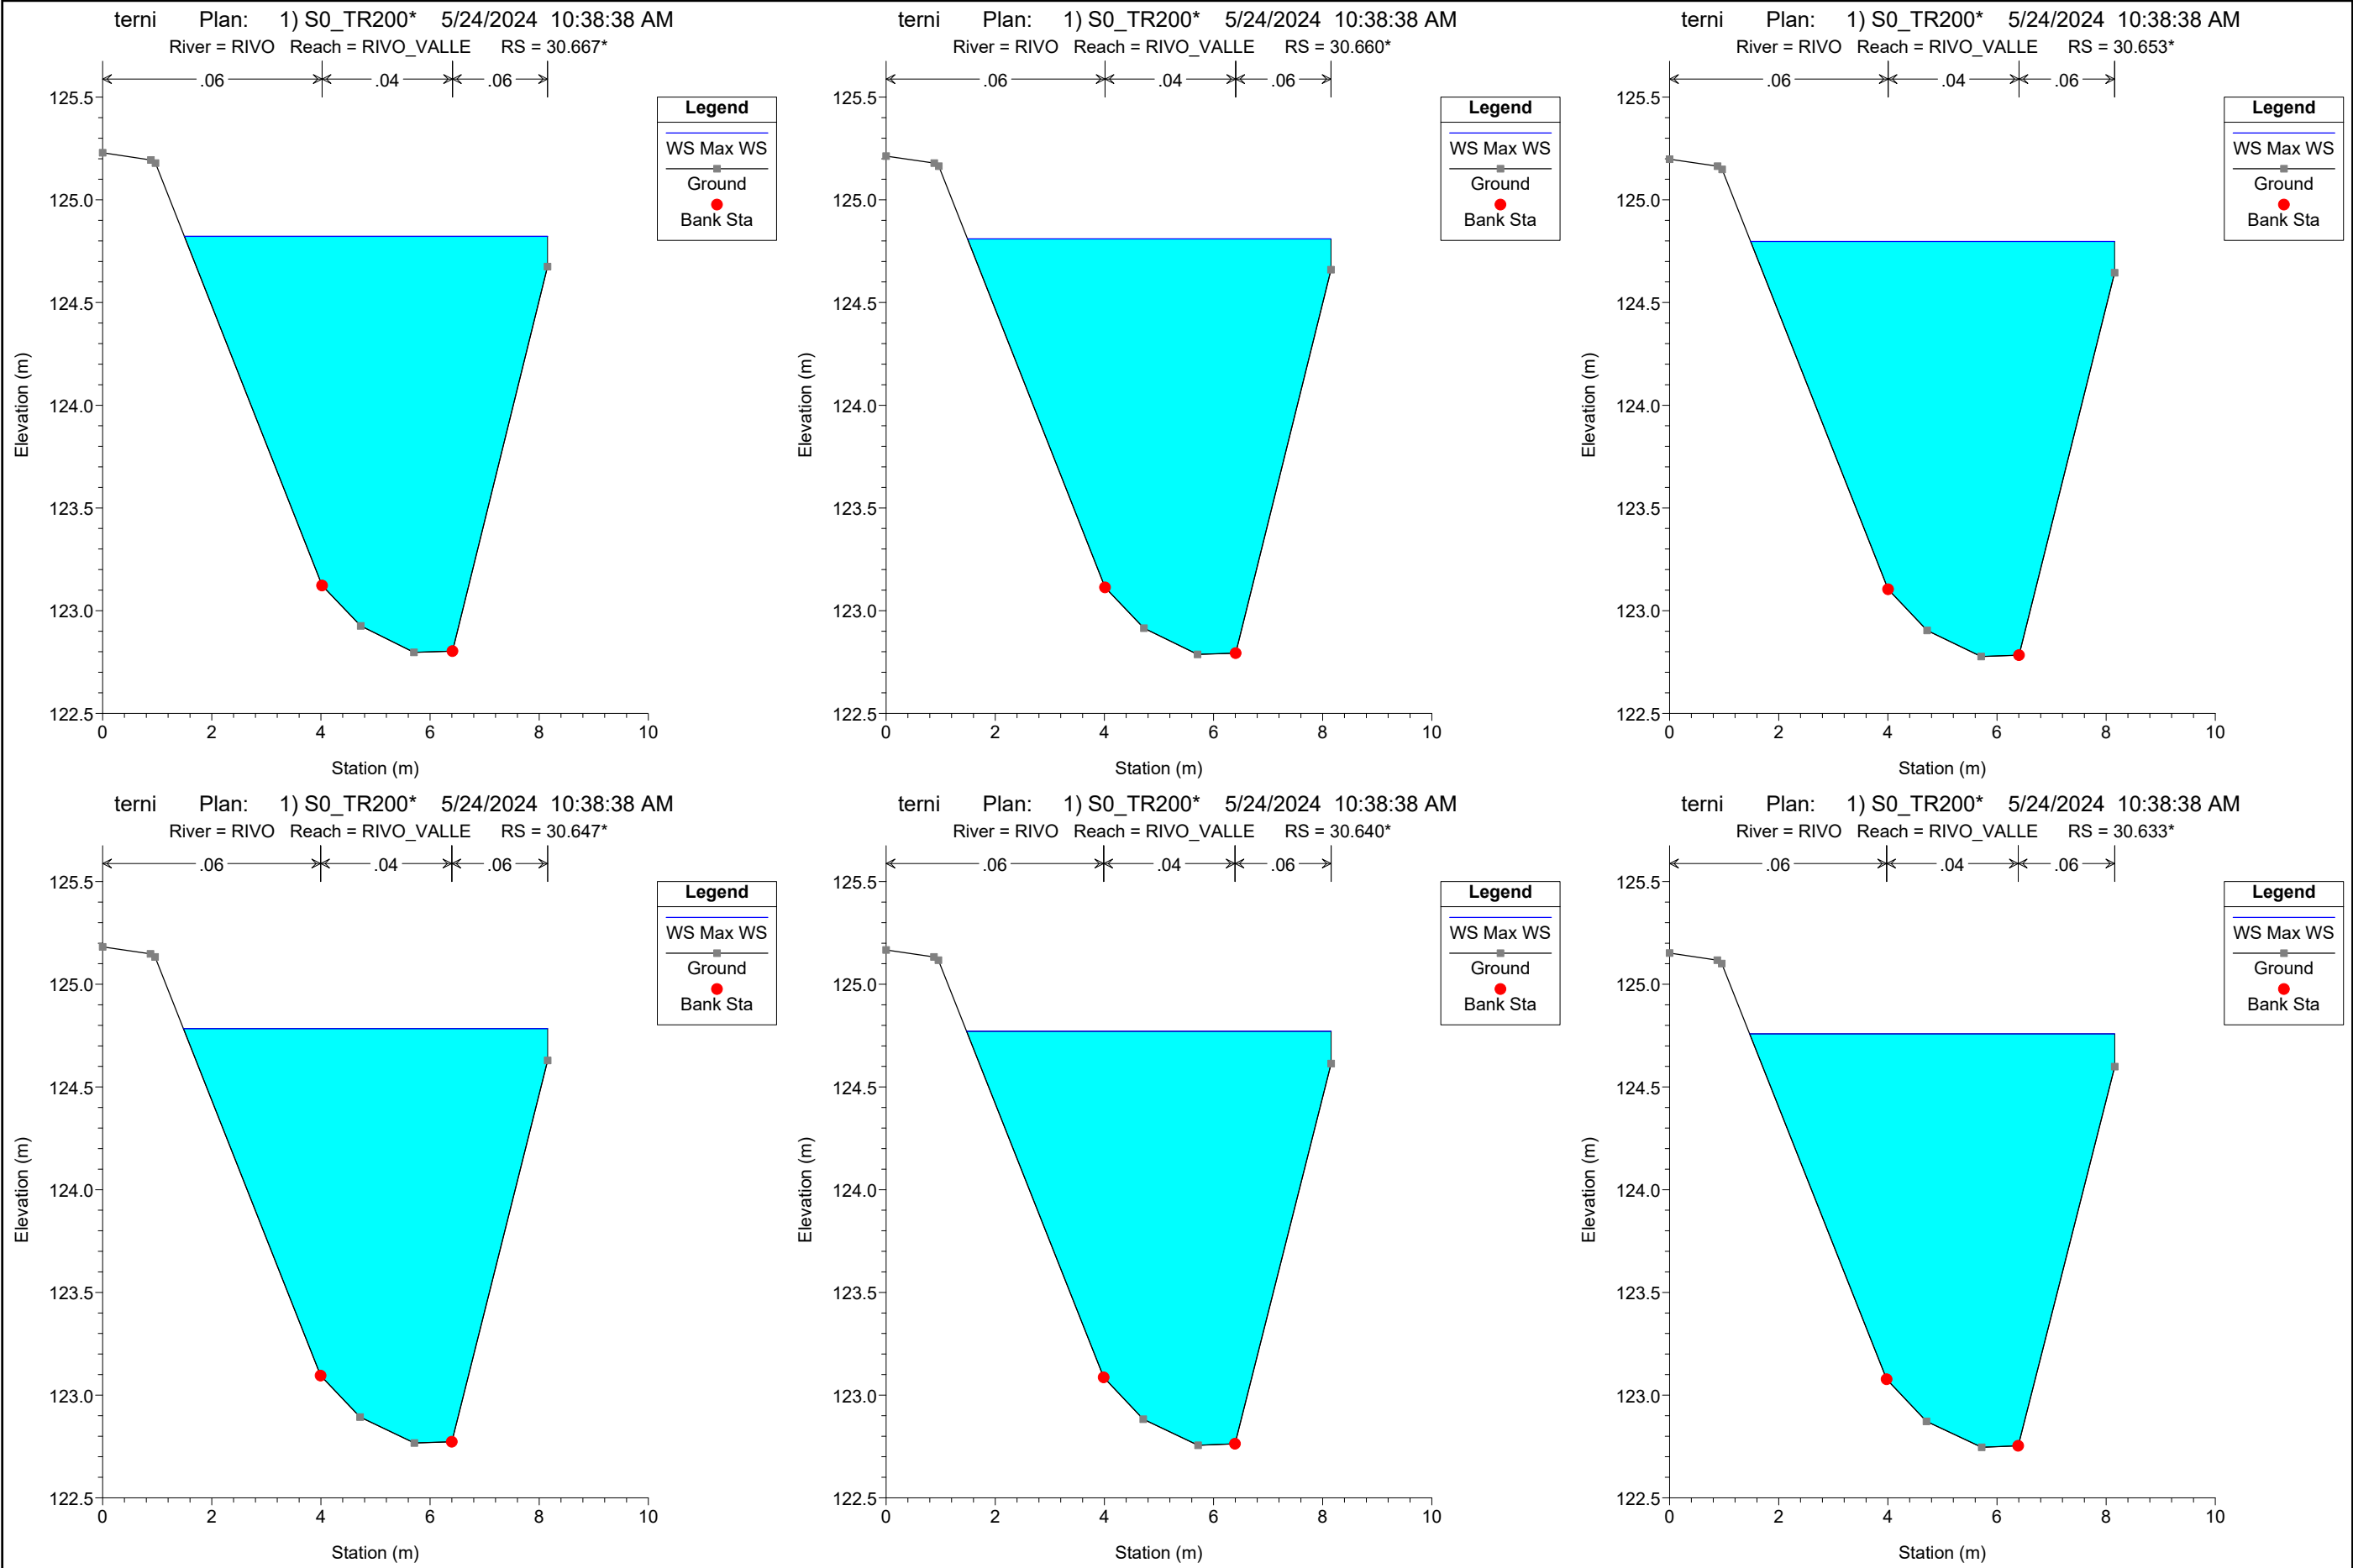 terni Plan: 1) S0_TR200* 5/24/2024 10:38:38 AM
River = RIVO Reach = RIVO_VALLE RS = 30.667*
.06 .04 .06
125.5
125.0
124.5
124.0
123.5
123.0
122.5
0 2 4 6 8 10
Station (m)
Elevation (m)
Legend
WS Max WS
Ground
Bank Sta
terni Plan: 1) S0_TR200* 5/24/2024 10:38:38 AM
River = RIVO Reach = RIVO_VALLE RS = 30.660*
.06 .04 .06
125.5
125.0
124.5
124.0
123.5
123.0
122.5
0 2 4 6 8 10
Station (m)
Elevation (m)
Legend
WS Max WS
Ground
Bank Sta
terni Plan: 1) S0_TR200* 5/24/2024 10:38:38 AM
River = RIVO Reach = RIVO_VALLE RS = 30.653*
.06 .04 .06
125.5
125.0
124.5
124.0
123.5
123.0
122.5
0 2 4 6 8 10
Station (m)
Elevation (m)
Legend
WS Max WS
Ground
Bank Sta
terni Plan: 1) S0_TR200* 5/24/2024 10:38:38 AM
River = RIVO Reach = RIVO_VALLE RS = 30.647*
.06 .04 .06
125.5
125.0
124.5
124.0
123.5
123.0
122.5
0 2 4 6 8 10
Station (m)
Elevation (m)
Legend
WS Max WS
Ground
Bank Sta
terni Plan: 1) S0_TR200* 5/24/2024 10:38:38 AM
River = RIVO Reach = RIVO_VALLE RS = 30.640*
.06 .04 .06
125.5
125.0
124.5
124.0
123.5
123.0
122.5
0 2 4 6 8 10
Station (m)
Elevation (m)
Legend
WS Max WS
Ground
Bank Sta
terni Plan: 1) S0_TR200* 5/24/2024 10:38:38 AM
River = RIVO Reach = RIVO_VALLE RS = 30.633*
.06 .04 .06
125.5
125.0
124.5
124.0
123.5
123.0
122.5
0 2 4 6 8 10
Station (m)
Elevation (m)
Legend
WS Max WS
Ground
Bank Sta